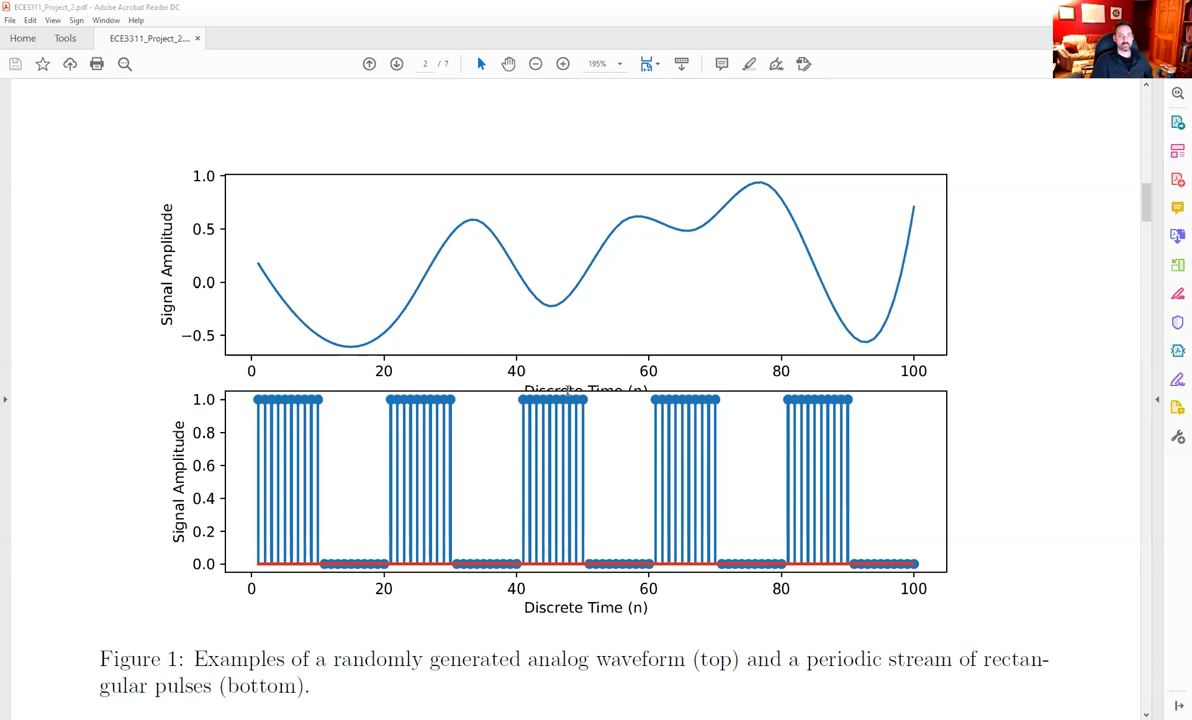 ECE3311_Project_2.pdf - Adobe Acrobat Reader DC
File Edit View Sign Window Help
Home Tools ECE3311_Project_2.... ×
2 / 7 195%
1.0
0.5
0.0
−0.5
Signal Amplitude
0 20 40 60 80 100
Discrete Time (n)
1.0
0.8
0.6
0.4
0.2
0.0
Signal Amplitude
0 20 40 60 80 100
Discrete Time (n)
Figure 1: Examples of a randomly generated analog waveform (top) and a periodic stream of rectan-
gular pulses (bottom).